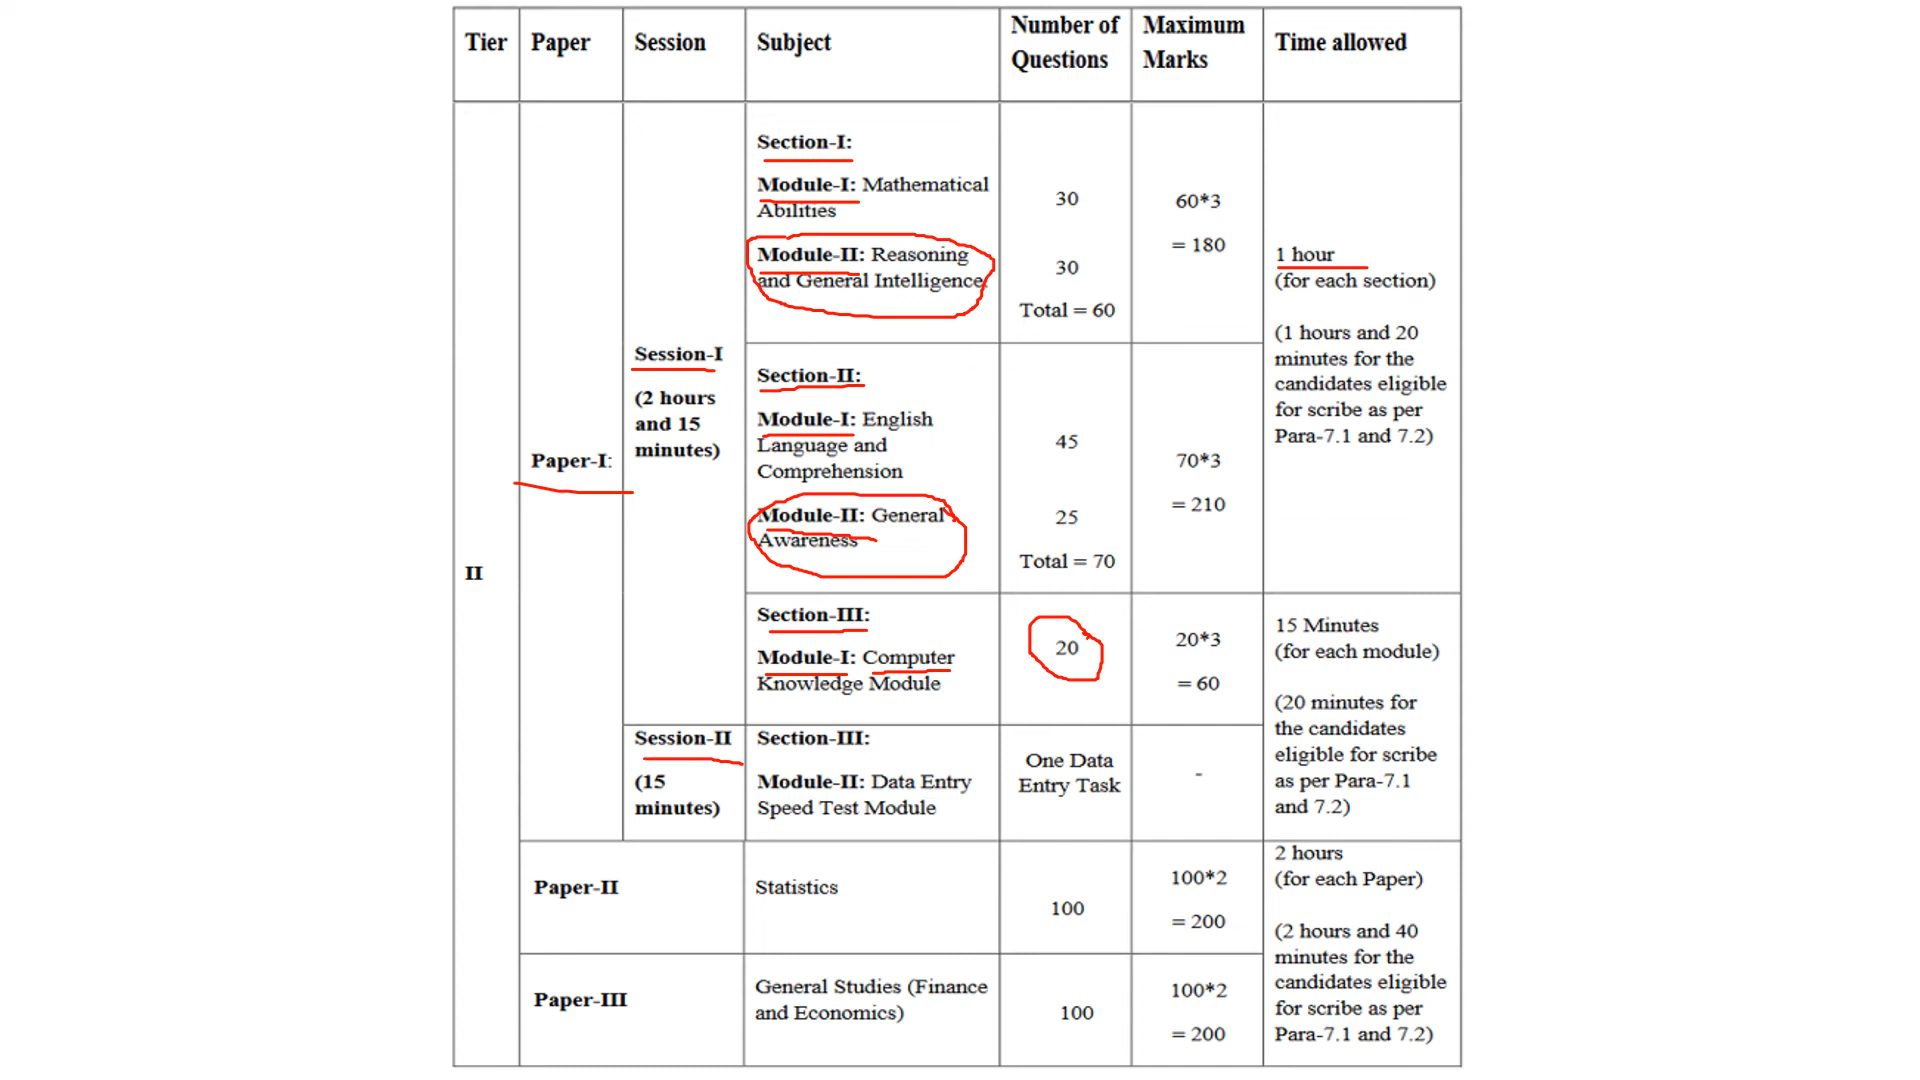 Tier
Paper
Session
Subject
Number of
Questions
Maximum
Marks
Time allowed
II
Paper-I:
Session-I
(2 hours
and 15
minutes)
Section-I:
Module-I: Mathematical
Abilities
Module-II: Reasoning
and General Intelligence.
30
30
Total = 60
60*3
= 180
1 hour
(for each section)
(1 hours and 20
minutes for the
candidates eligible
for scribe as per
Para-7.1 and 7.2)
Section-II:
Module-I: English
Language and
Comprehension
Module-II: General
Awareness
45
25
Total = 70
70*3
= 210
Section-III:
Module-I: Computer
Knowledge Module
20
20*3
= 60
15 Minutes
(for each module)
(20 minutes for
the candidates
eligible for scribe
as per Para-7.1
and 7.2)
Session-II
(15
minutes)
Section-III:
Module-II: Data Entry
Speed Test Module
One Data
Entry Task
-
Paper-II
Statistics
100
100*2
= 200
2 hours
(for each Paper)
(2 hours and 40
minutes for the
candidates eligible
for scribe as per
Para-7.1 and 7.2)
Paper-III
General Studies (Finance
and Economics)
100
100*2
= 200